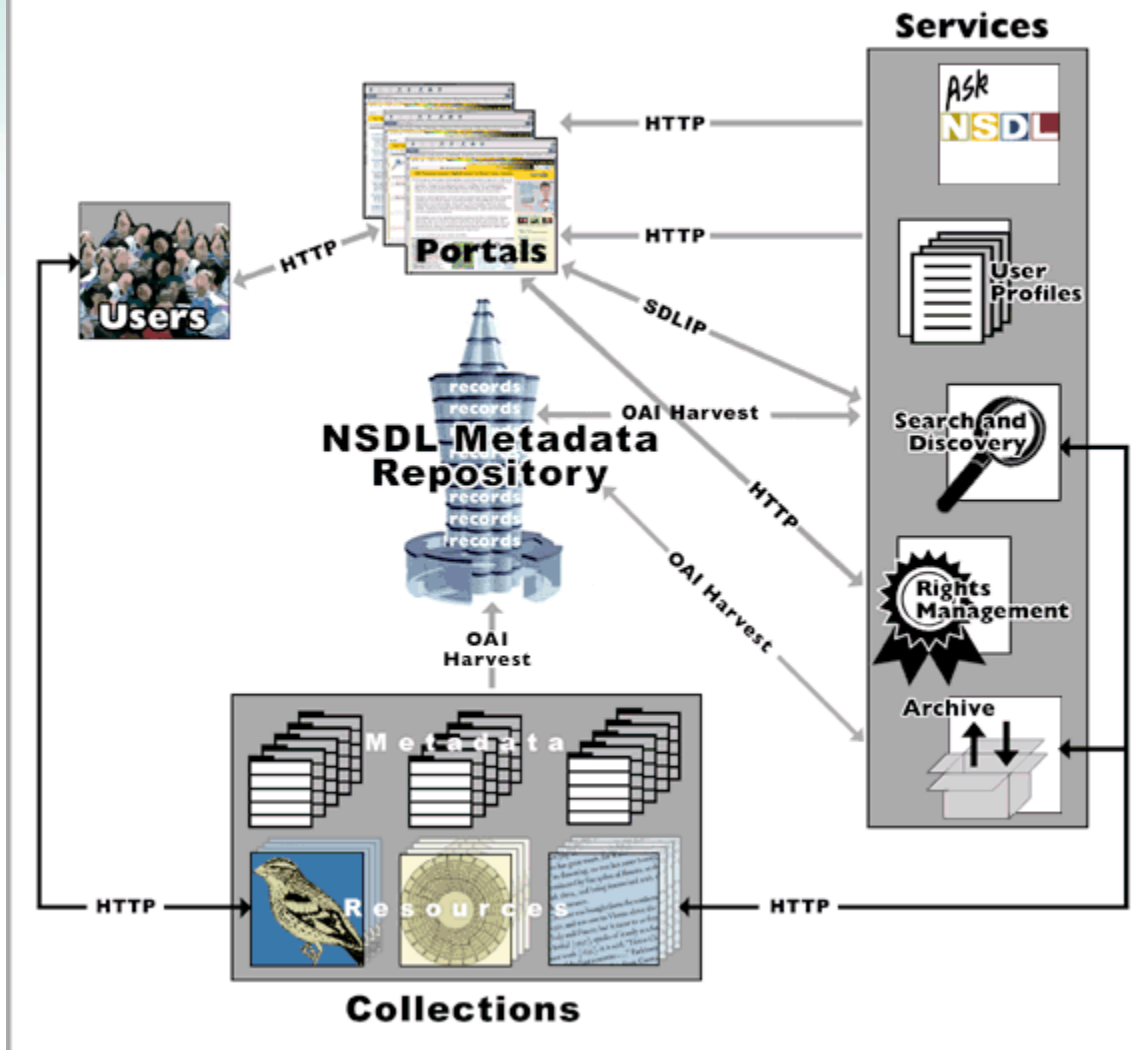 Services
Ask
NSDL
HTTP
HTTP
User
Profiles
Portals
HTTP
Users
SDLIP
records
records
OAI Harvest
Search and
Discovery
NSDL Metadata
Repository
records
records
records
records
HTTP
OAI Harvest
Rights
Management
OAI
Harvest
Archive
Metadata
Resources
HTTP
HTTP
Collections